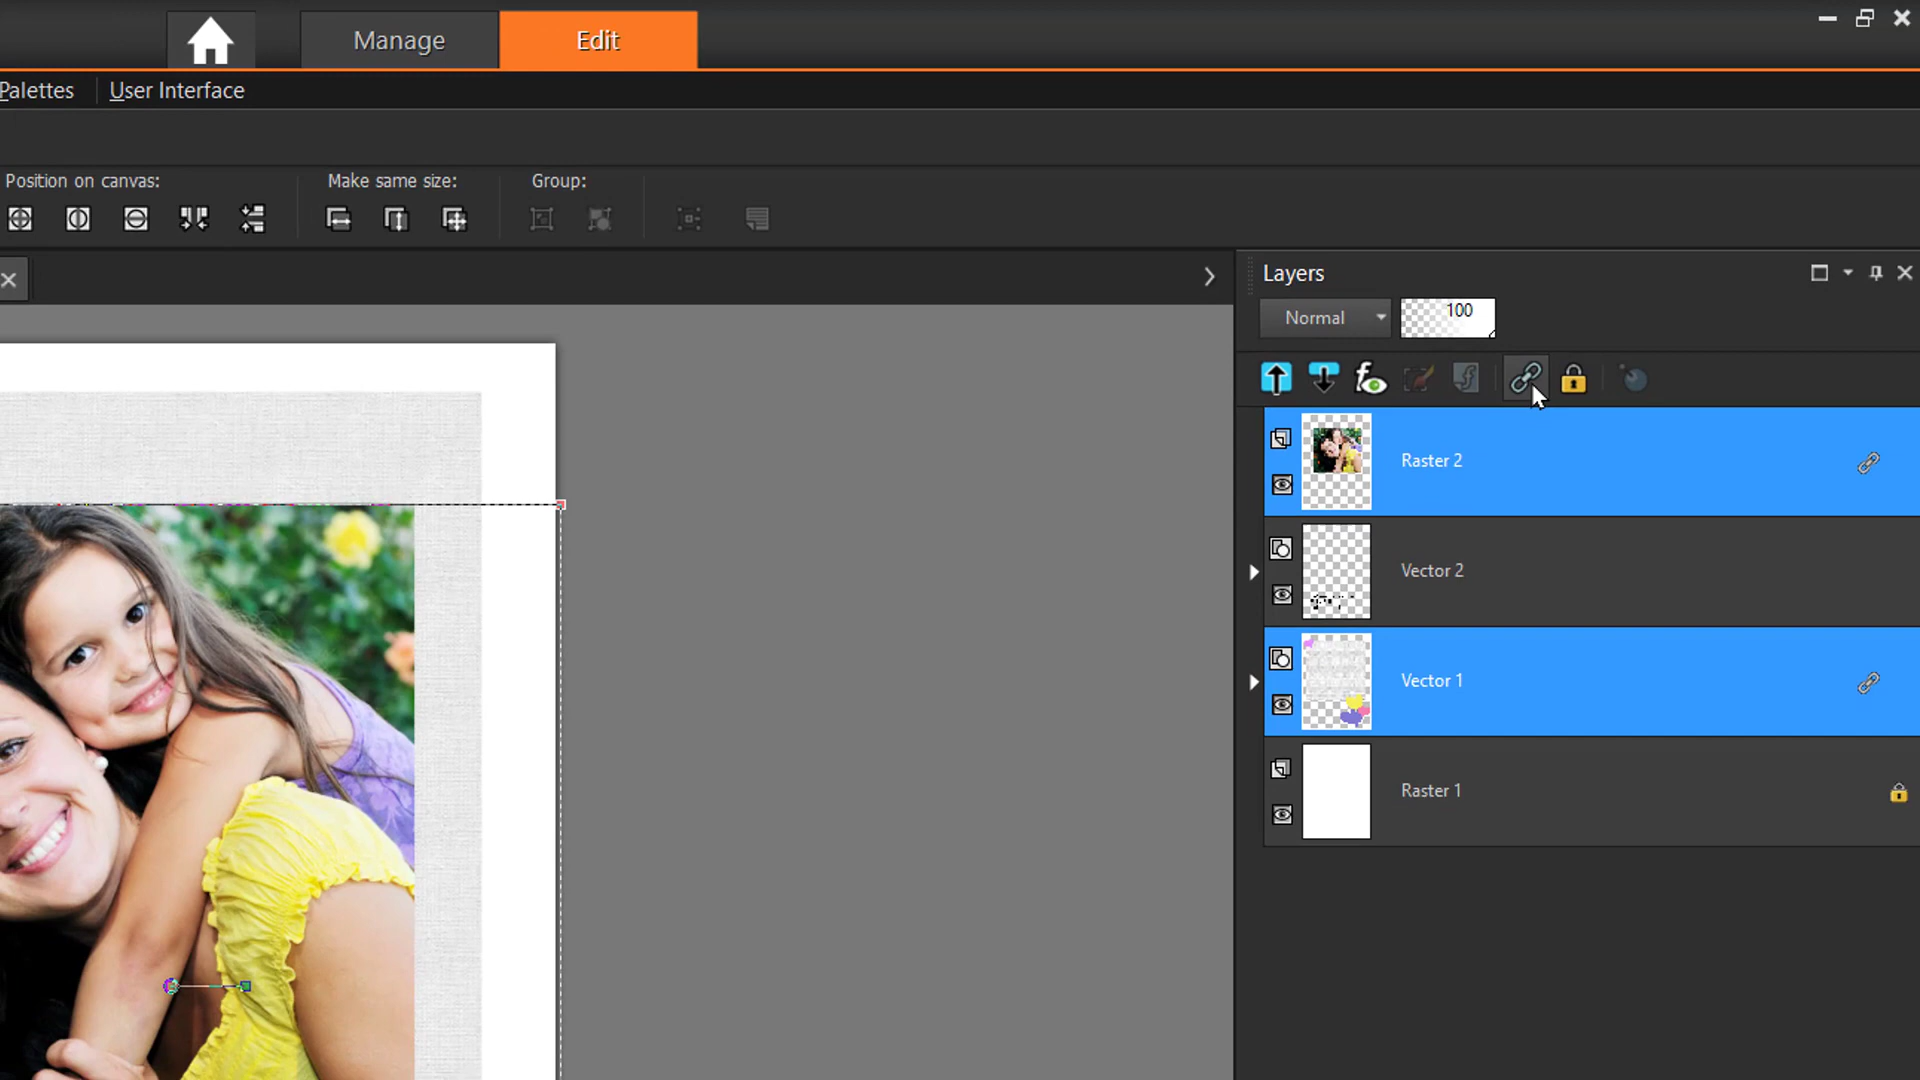 Manage
Edit
Palettes
User Interface
Position on canvas:
Make same size:
Group:
Layers
Normal
100
Raster 2
Vector 2
Vector 1
Raster 1